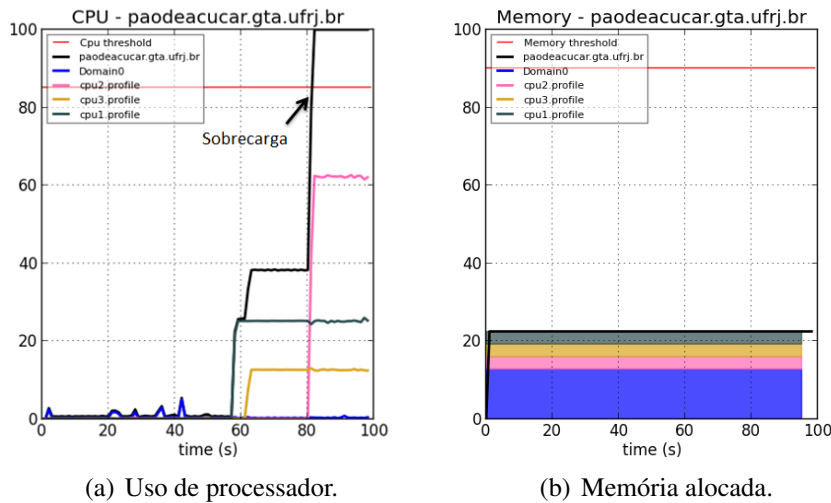 CPU - paodeacucar.gta.ufrj.br
100
80
60
40
20
0
Cpu threshold
paodeacucar.gta.ufrj.br
Domain0
cpu2.profile
cpu3.profile
cpu1.profile
Sobrecarga
0
20
40
60
80
100
time (s)
(a) Uso de processador.
Memory - paodeacucar.gta.ufrj.br
100
80
60
40
20
0
Memory threshold
paodeacucar.gta.ufrj.br
Domain0
cpu2.profile
cpu3.profile
cpu1.profile
0
20
40
60
80
100
time (s)
(b) Memória alocada.